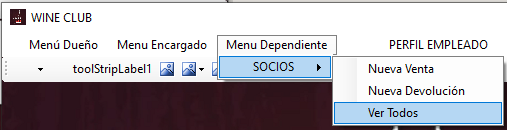 WINE CLUB
Menú Dueño Menu Encargado Menu Dependiente PERFIL EMPLEADO
toolStripLabel1 SOCIOS
Nueva Venta
Nueva Devolución
Ver Todos